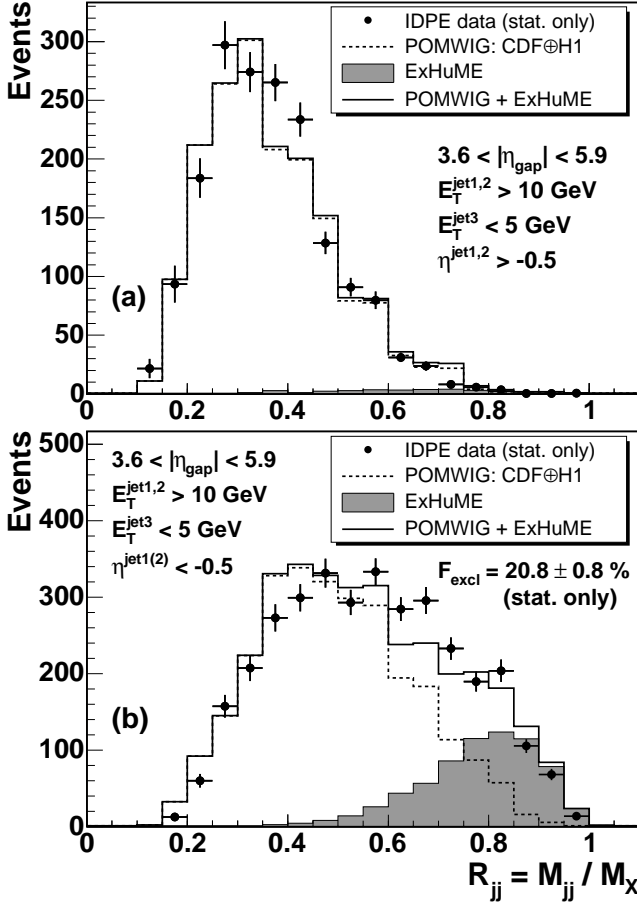 Events
300
250
200
150
100
50
0
IDPE data (stat. only)
POMWIG: CDF⊕H1
ExHuME
POMWIG + ExHuME
3.6 < |η_gap| < 5.9
E_T^jet1,2 > 10 GeV
E_T^jet3 < 5 GeV
η^jet1,2 > -0.5
(a)
0 0.2 0.4 0.6 0.8 1
Events
500
400
300
200
100
0
3.6 < |η_gap| < 5.9
E_T^jet1,2 > 10 GeV
E_T^jet3 < 5 GeV
η^jet1(2) < -0.5
IDPE data (stat. only)
POMWIG: CDF⊕H1
ExHuME
POMWIG + ExHuME
F_excl = 20.8 ± 0.8 %
(stat. only)
(b)
0 0.2 0.4 0.6 0.8 1
R_jj = M_jj / M_X